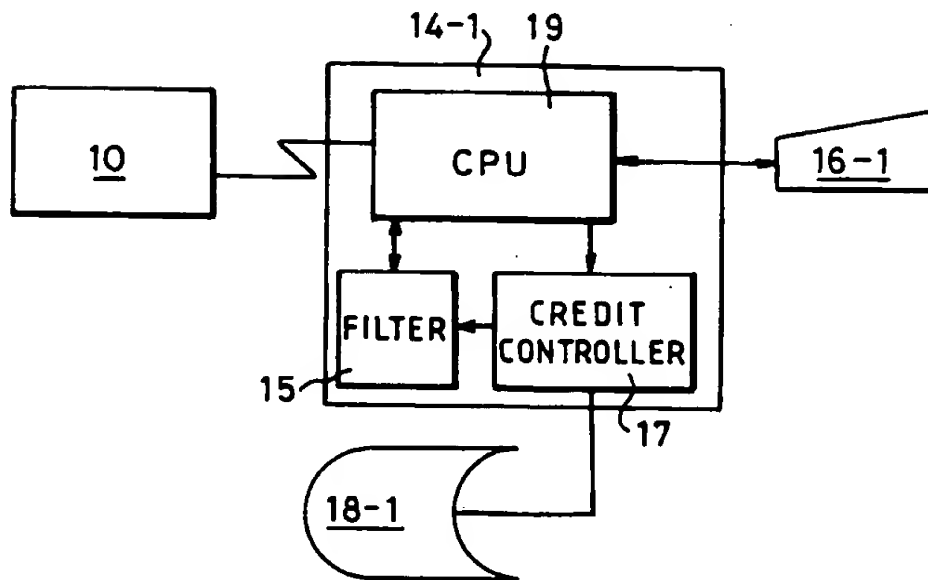 14-1
19
10
CPU
16-1
FILTER
CREDIT
CONTROLLER
15
17
18-1